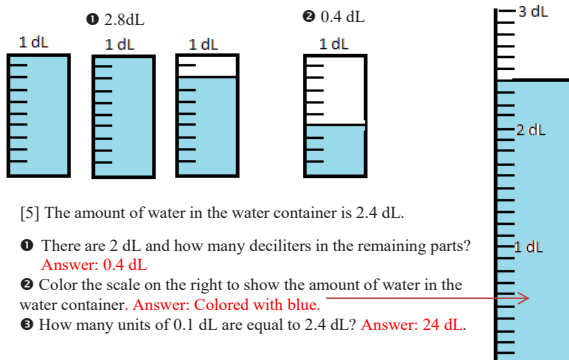 ❶ 2.8dL
❷ 0.4 dL
3 dL
1 dL
1 dL
1 dL
1 dL
2 dL
1 dL
[5] The amount of water in the water container is 2.4 dL.
❶ There are 2 dL and how many deciliters in the remaining parts?
Answer: 0.4 dL
❷ Color the scale on the right to show the amount of water in the
water container. Answer: Colored with blue.
❸ How many units of 0.1 dL are equal to 2.4 dL? Answer: 24 dL.